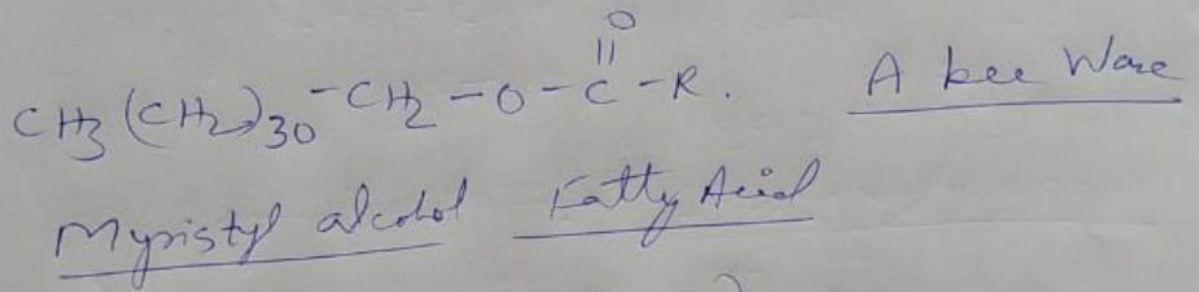 CH3(CH2)30-CH2-O-C(=O)-R. A bee Wax
Myristyl alcohol Fatty Acid